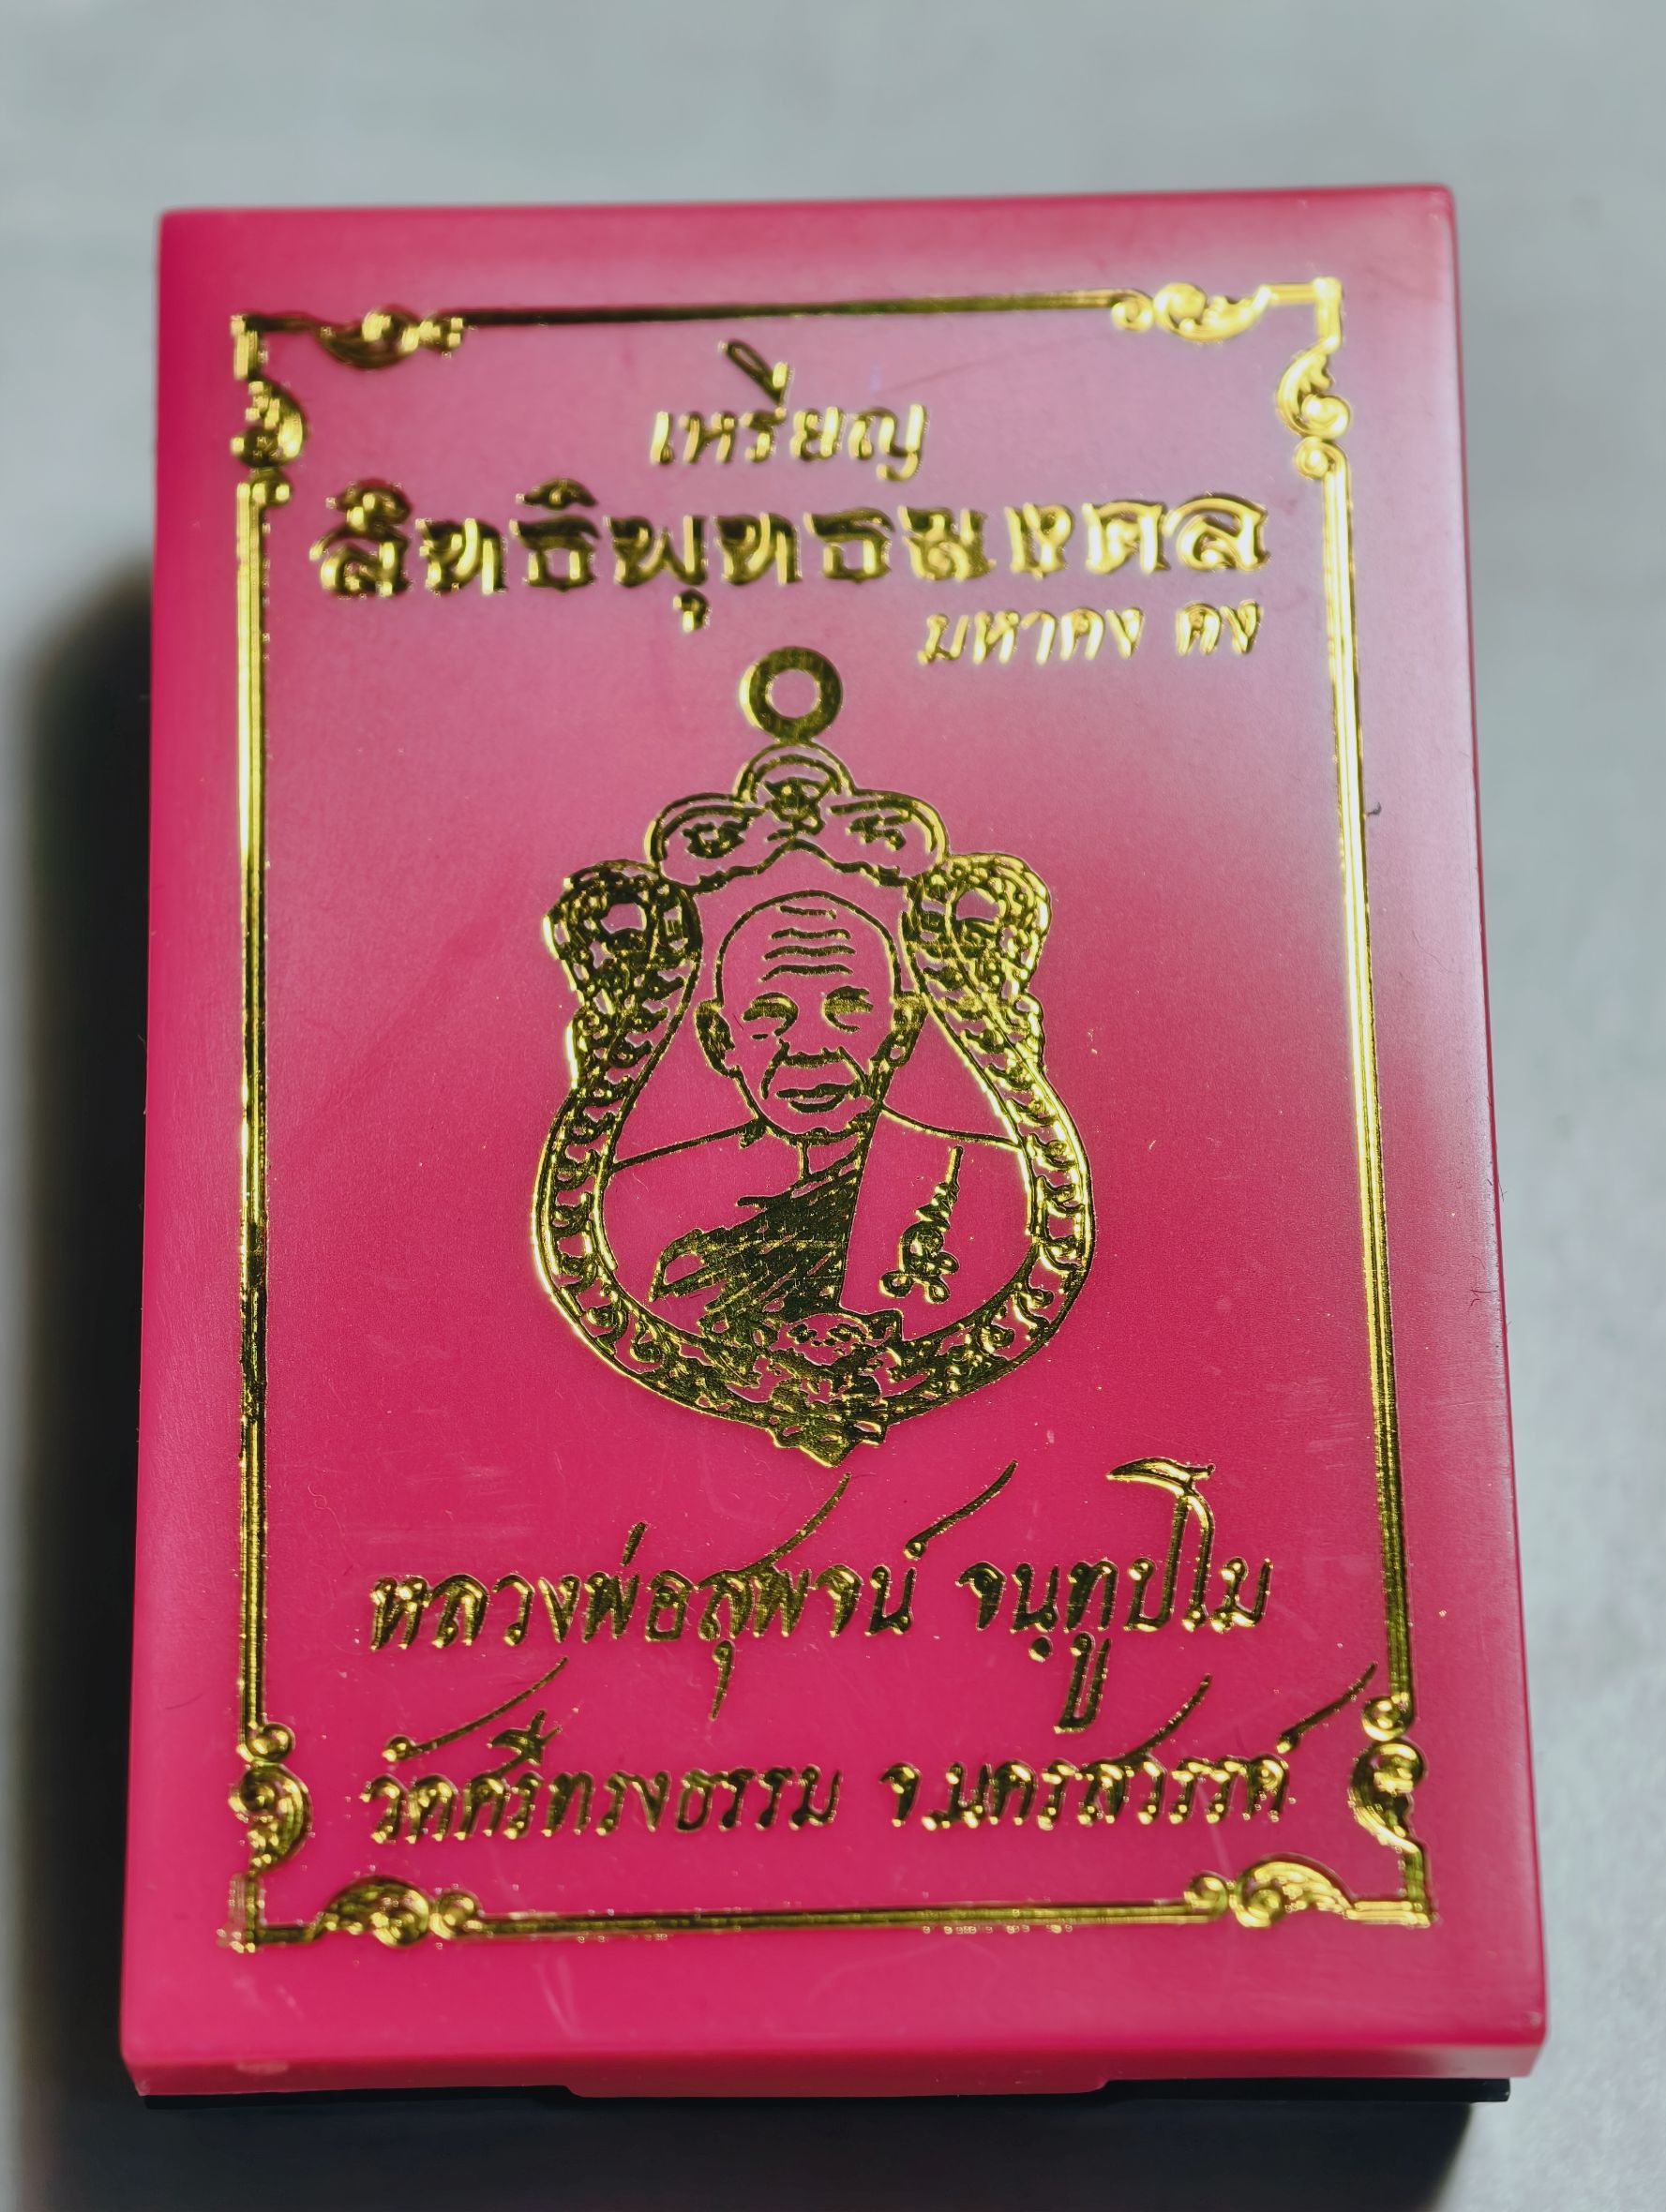 เหรียญ
สิทธิพุทธมงคล
มหาคง คง
หลวงพ่อสุพจน์ จนฺทูปโม
วัดศรีทรงธรรม จ.นครสวรรค์